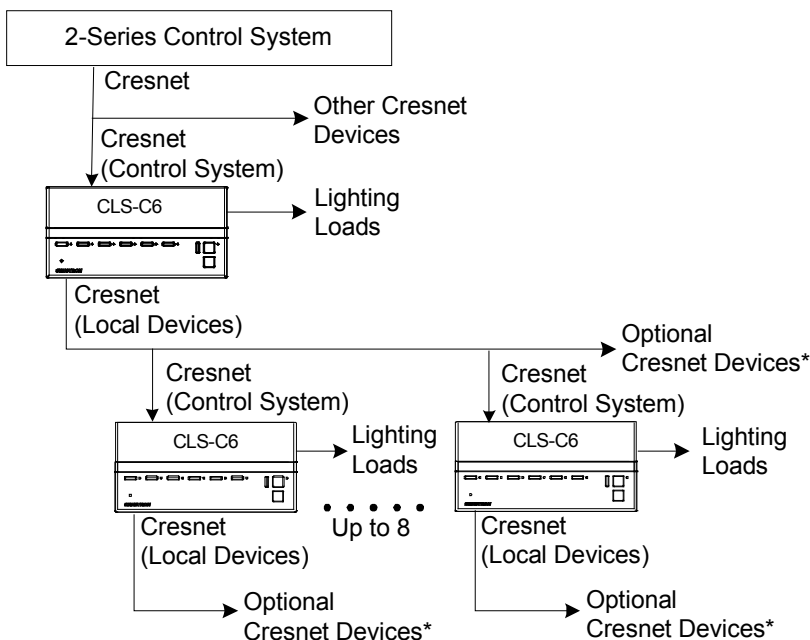 2-Series Control System
Cresnet
Other Cresnet
Devices
Cresnet
(Control System)
CLS-C6
Lighting
Loads
Cresnet
(Local Devices)
Optional
Cresnet Devices*
Cresnet
(Control System)
Cresnet
(Control System)
CLS-C6
Lighting
Loads
CLS-C6
Lighting
Loads
Up to 8
Cresnet
(Local Devices)
Cresnet
(Local Devices)
Optional
Cresnet Devices*
Optional
Cresnet Devices*